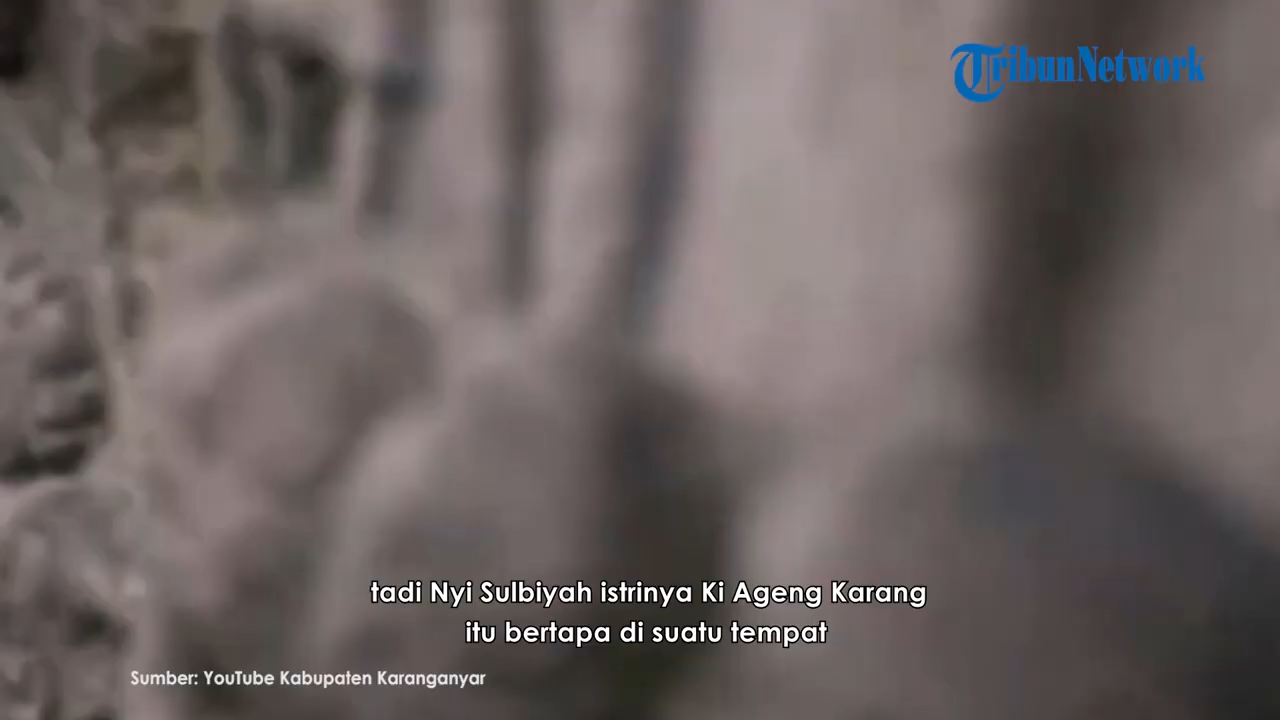 TribunNetwork
tadi Nyi Sulbiyah istrinya Ki Ageng Karang
itu bertapa di suatu tempat
Sumber: YouTube Kabupaten Karanganyar